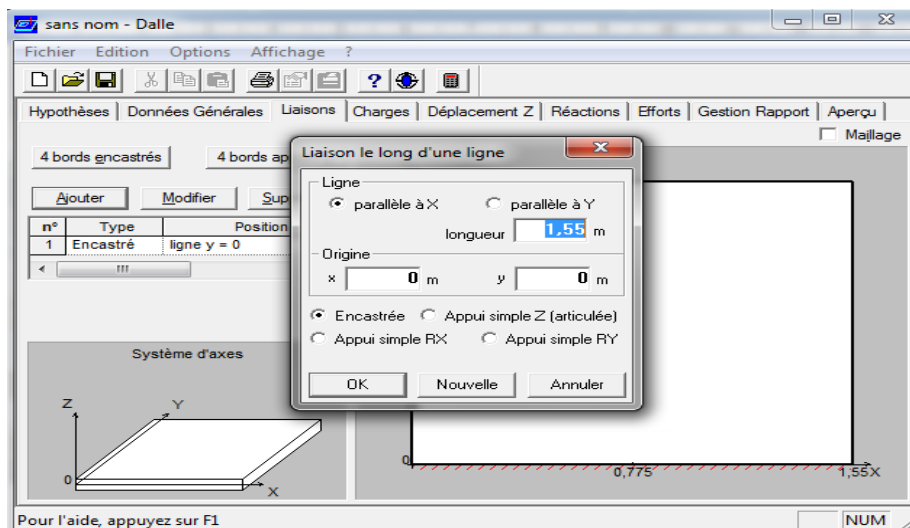 sans nom - Dalle
Fichier Edition Options Affichage ?
Hypothèses Données Générales Liaisons Charges Déplacement Z Réactions Efforts Gestion Rapport Aperçu
Maillage
4 bords encastrés 4 bords ap
Ajouter Modifier Sup
n° Type Position
1 Encastré ligne y = 0
Système d'axes
Z
Y
0
X
Liaison le long d'une ligne
Ligne
parallèle à X parallèle à Y
longueur 1,55 m
Origine
x 0 m y 0 m
Encastrée Appui simple Z (articulée)
Appui simple RX Appui simple RY
OK Nouvelle Annuler
0
0,775 1,55X
Pour l'aide, appuyez sur F1 NUM